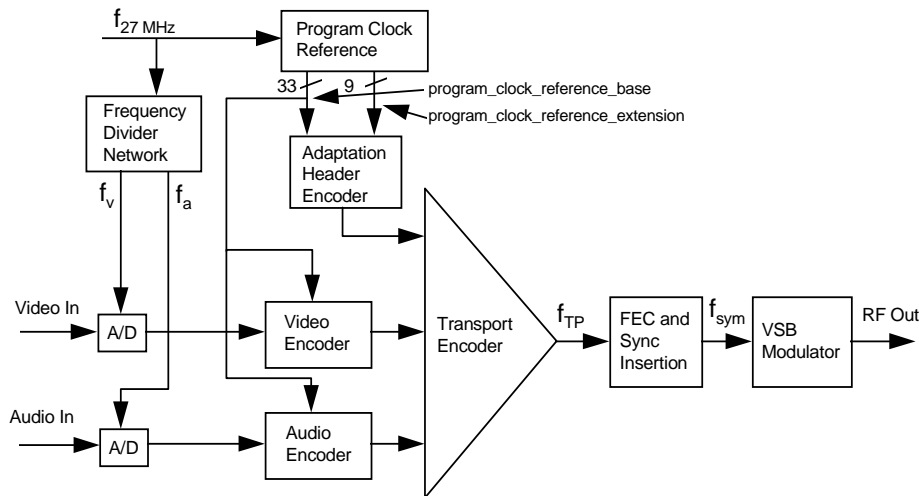 f27 MHz
Program Clock
Reference
33
9
program_clock_reference_base
program_clock_reference_extension
Frequency
Divider
Network
Adaptation
Header
Encoder
fv
fa
Video In
A/D
Video
Encoder
Transport
Encoder
fTP
FEC and
Sync
Insertion
fsym
VSB
Modulator
RF Out
Audio In
A/D
Audio
Encoder